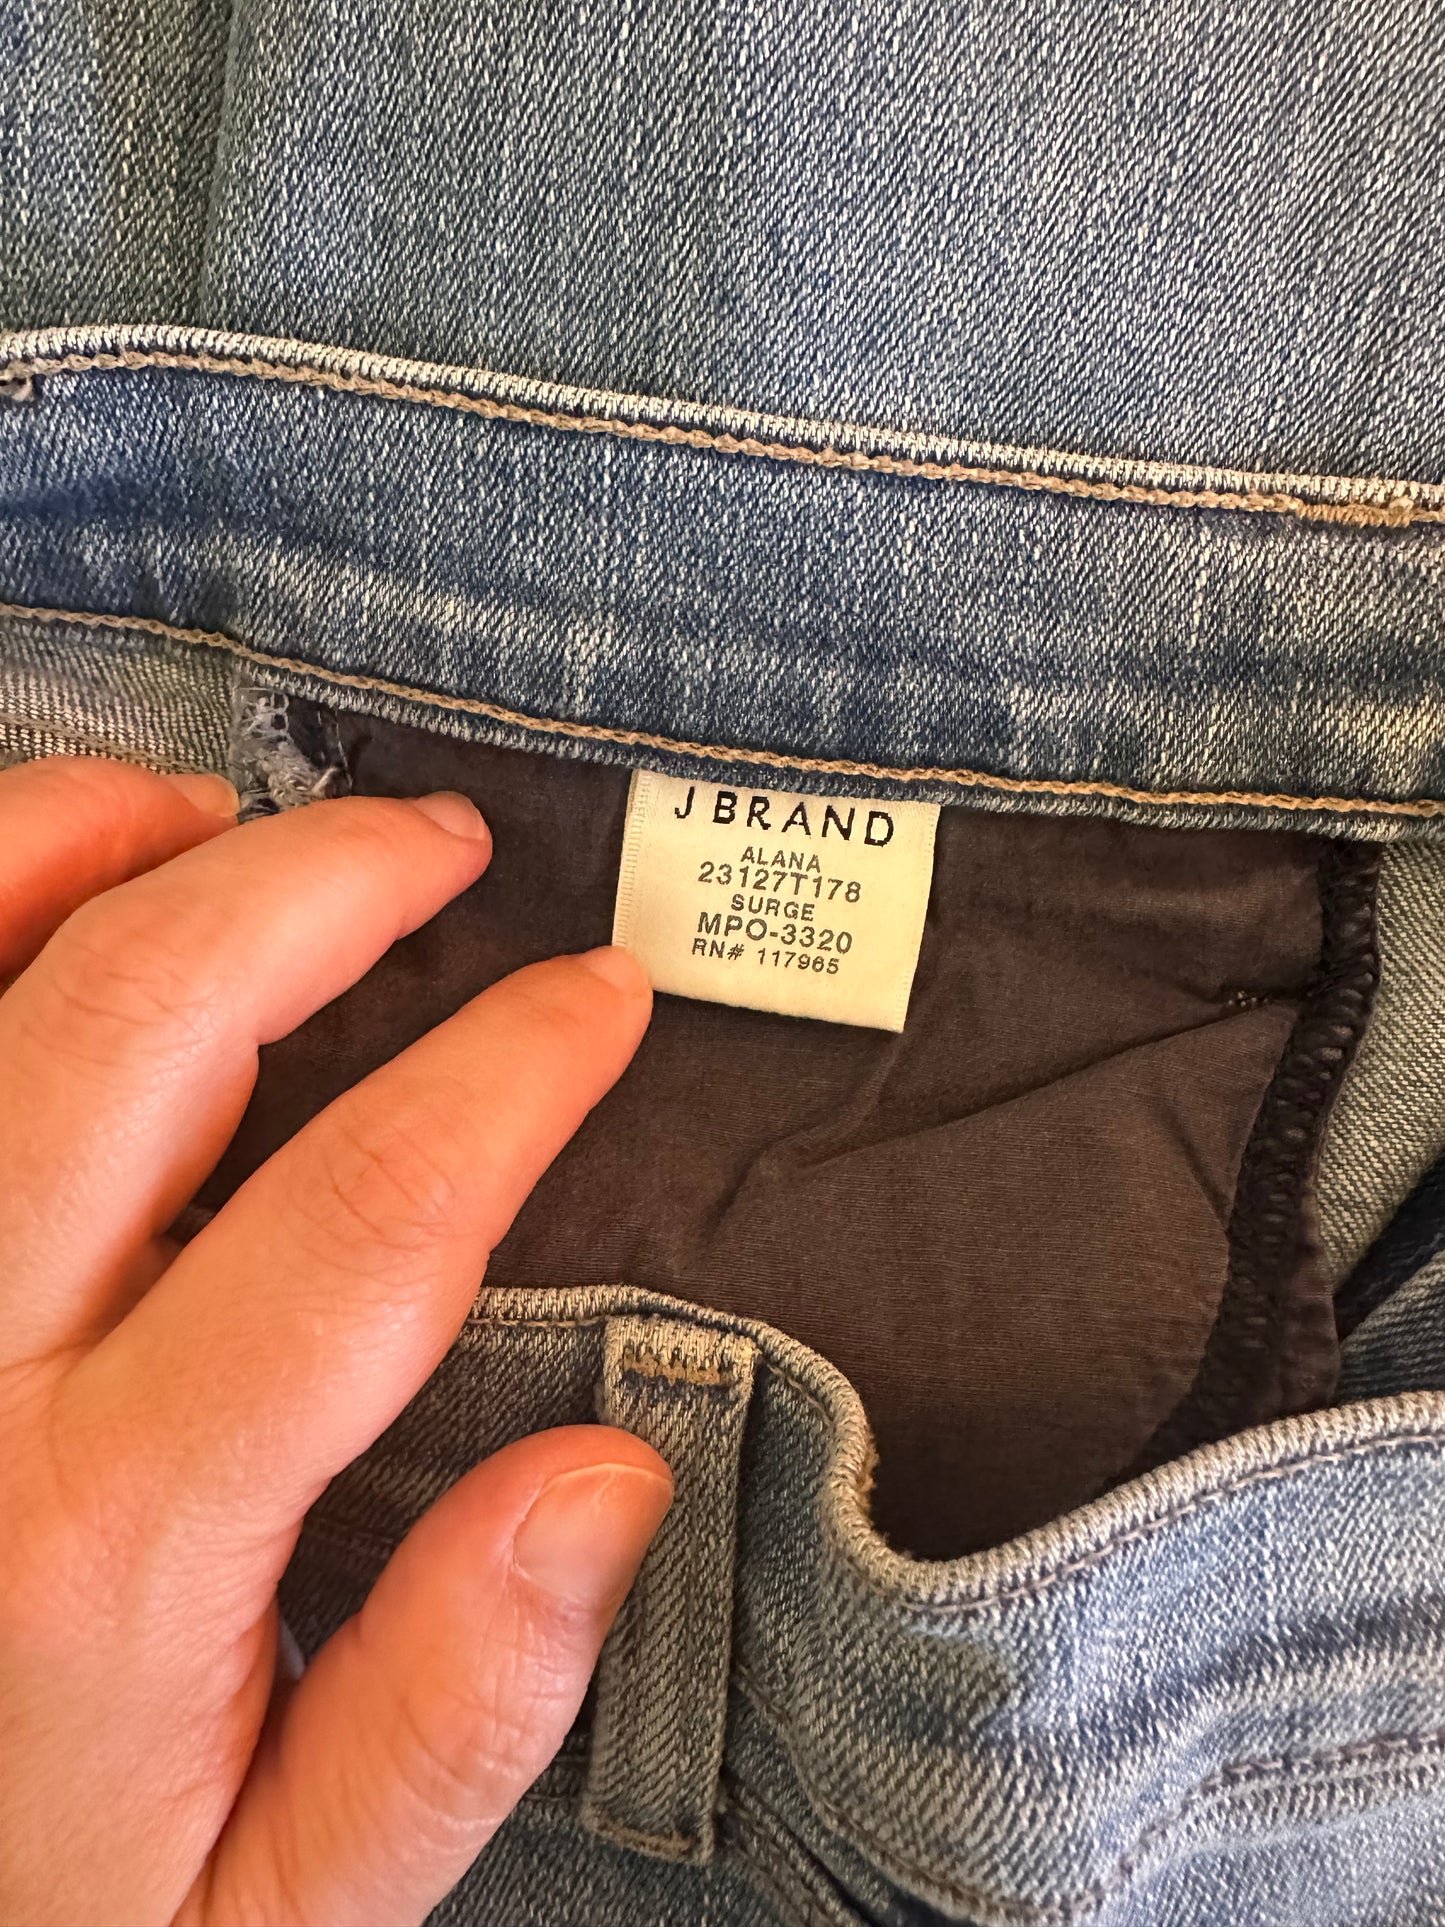 J BRAND
ALANA
23127T178
SURGE
MPO-3320
RN# 117965